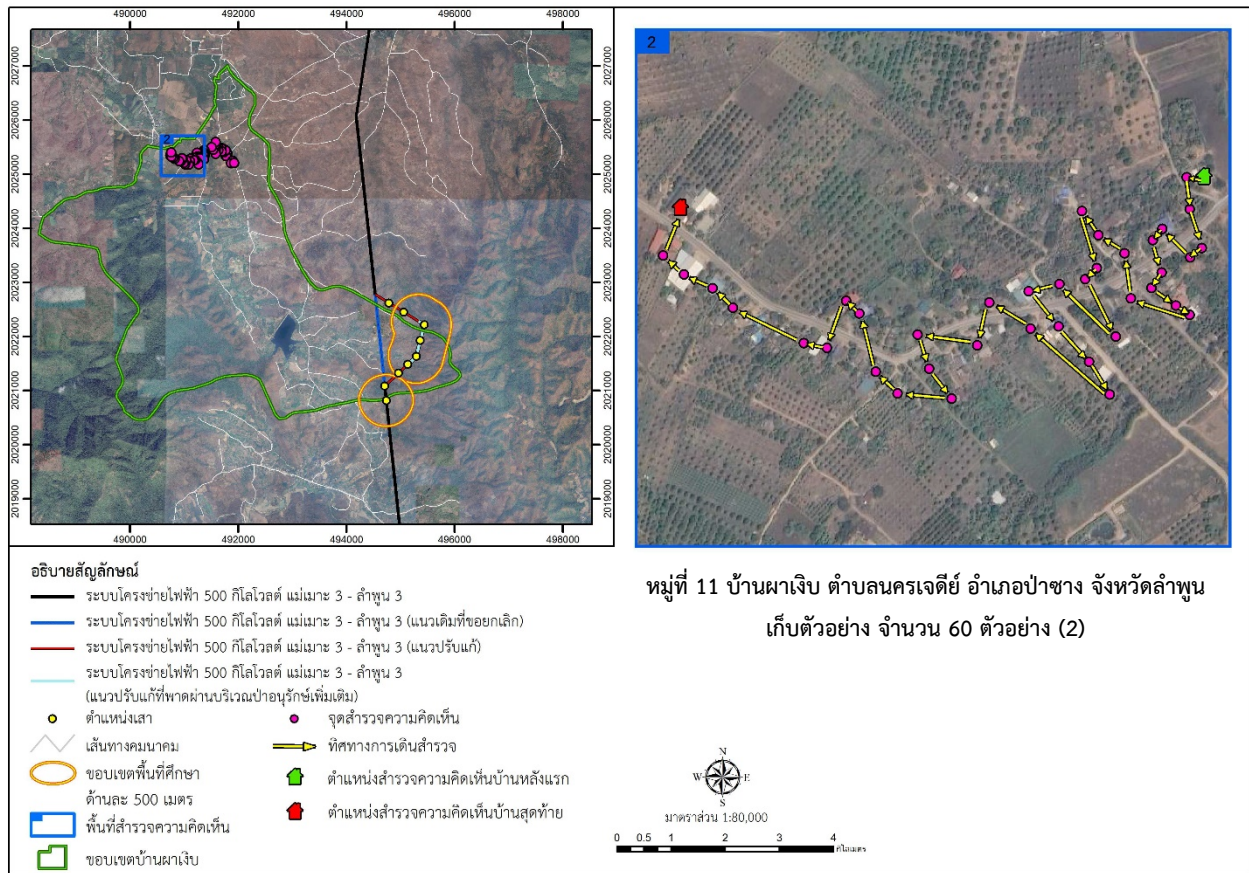 490000 492000 494000 496000 498000
2027000
2026000
2025000
2024000
2023000
2022000
2021000
2020000
2019000
2
490000 492000 494000 496000 498000
2
หมู่ที่ 11 บ้านผาเงิบ ตำบลนครเจดีย์ อำเภอป่าซาง จังหวัดลำพูน
เก็บตัวอย่าง จำนวน 60 ตัวอย่าง (2)
อธิบายสัญลักษณ์
ระบบโครงข่ายไฟฟ้า 500 กิโลโวลต์ แม่เมาะ 3 - ลำพูน 3
ระบบโครงข่ายไฟฟ้า 500 กิโลโวลต์ แม่เมาะ 3 - ลำพูน 3 (แนวเดิมที่ขอยกเลิก)
ระบบโครงข่ายไฟฟ้า 500 กิโลโวลต์ แม่เมาะ 3 - ลำพูน 3 (แนวปรับแก้)
ระบบโครงข่ายไฟฟ้า 500 กิโลโวลต์ แม่เมาะ 3 - ลำพูน 3
(แนวปรับแก้ที่พาดผ่านบริเวณป่าอนุรักษ์เพิ่มเติม)
ตำแหน่งเสา
เส้นทางคมนาคม
ขอบเขตพื้นที่ศึกษา
ด้านละ 500 เมตร
พื้นที่สำรวจความคิดเห็น
ขอบเขตบ้านผาเงิบ
จุดสำรวจความคิดเห็น
ทิศทางการเดินสำรวจ
ตำแหน่งสำรวจความคิดเห็นบ้านหลังแรก
ตำแหน่งสำรวจความคิดเห็นบ้านสุดท้าย
N
W E
S
มาตราส่วน 1:80,000
0 0.5 1 2 3 4
กิโลเมตร